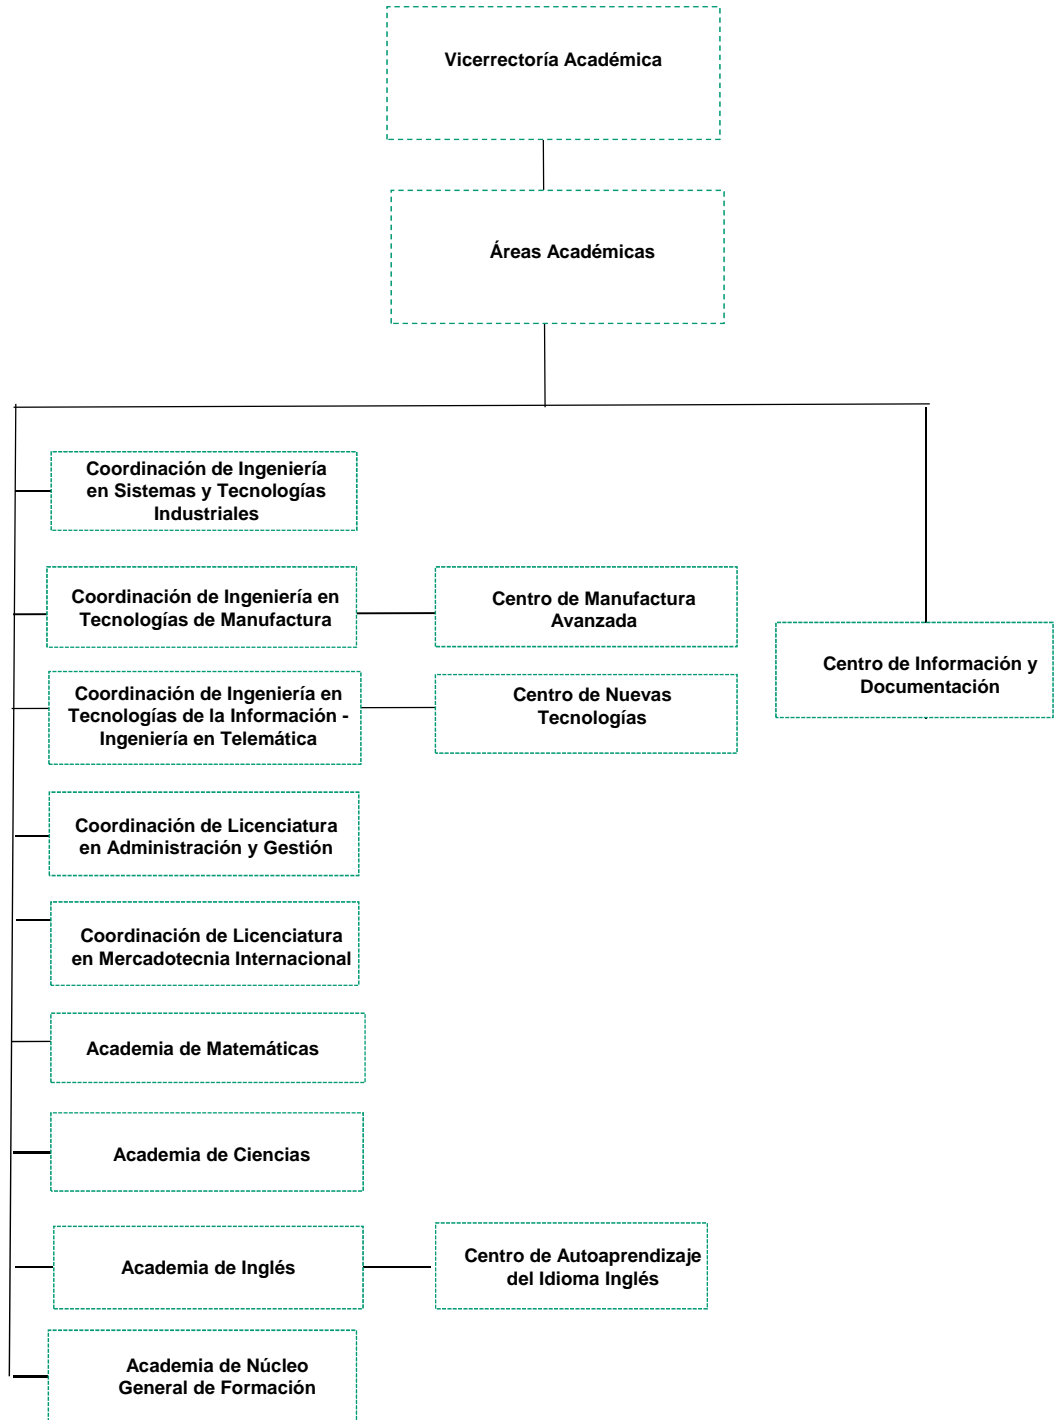 Vicerrectoría Académica
Áreas Académicas
Coordinación de Ingeniería
en Sistemas y Tecnologías
Industriales
Coordinación de Ingeniería en
Tecnologías de Manufactura
Centro de Manufactura
Avanzada
Centro de Información y
Documentación
Coordinación de Ingeniería en
Tecnologías de la Información -
Ingeniería en Telemática
Centro de Nuevas
Tecnologías
Coordinación de Licenciatura
en Administración y Gestión
Coordinación de Licenciatura
en Mercadotecnia Internacional
Academia de Matemáticas
Academia de Ciencias
Academia de Inglés
Centro de Autoaprendizaje
del Idioma Inglés
Academia de Núcleo
General de Formación